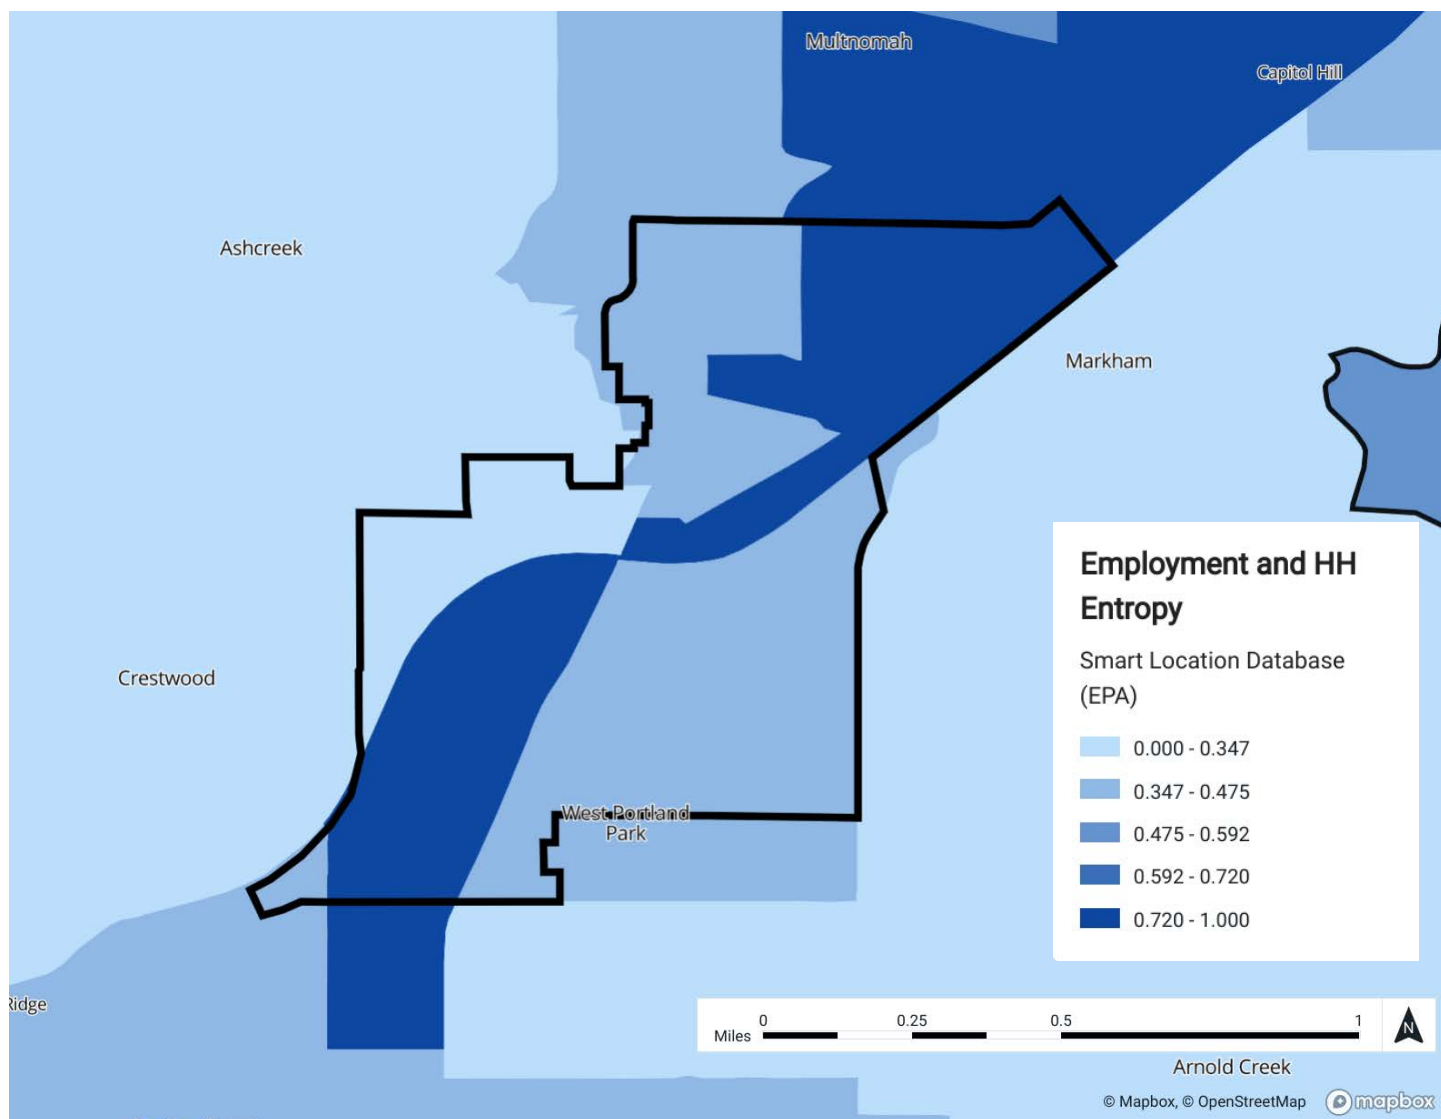 Multnomah
Capitol Hill
Ashcreek
Markham
Crestwood
West Portland
Park
Ridge
Employment and HH
Entropy
Smart Location Database
(EPA)
0.000 - 0.347
0.347 - 0.475
0.475 - 0.592
0.592 - 0.720
0.720 - 1.000
Miles 0 0.25 0.5 1
N
Arnold Creek
© Mapbox, © OpenStreetMap mapbox